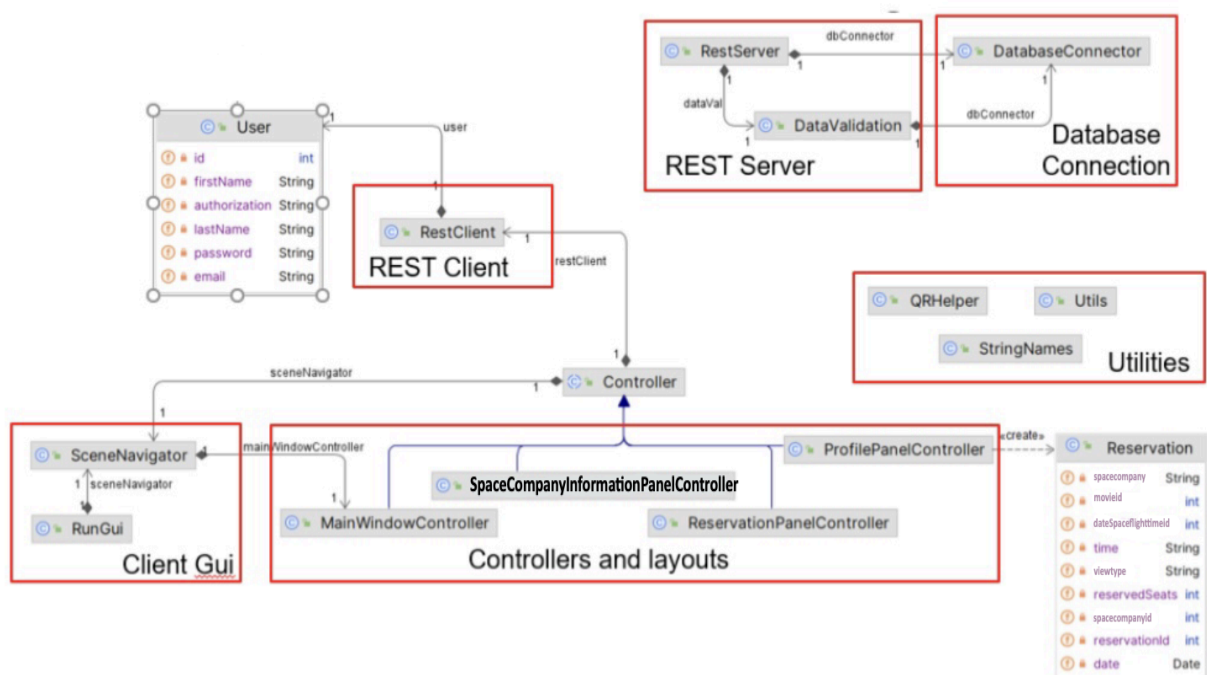 RestServer
dbConnector
DatabaseConnector
1
1
1
1
dataVal
dbConnector
1
DataValidation
1
REST Server
Database
Connection
User
id int
firstName String
authorization String
lastName String
password String
email String
1
user
1
RestClient
1
REST Client
restClient
1
QRHelper
Utils
StringNames
Utilities
sceneNavigator
1
Controller
1
SceneNavigator
1
mainWindowController
1
1
sceneNavigator
1
RunGui
Client Gui
ProfilePanelController
SpaceCompanyInformationPanelController
MainWindowController
ReservationPanelController
Controllers and layouts
«create»
Reservation
spacecompany String
movieid int
dateSpaceflighttimeid int
time String
viewtype String
reservedSeats int
spacecompanyid int
reservationId int
date Date